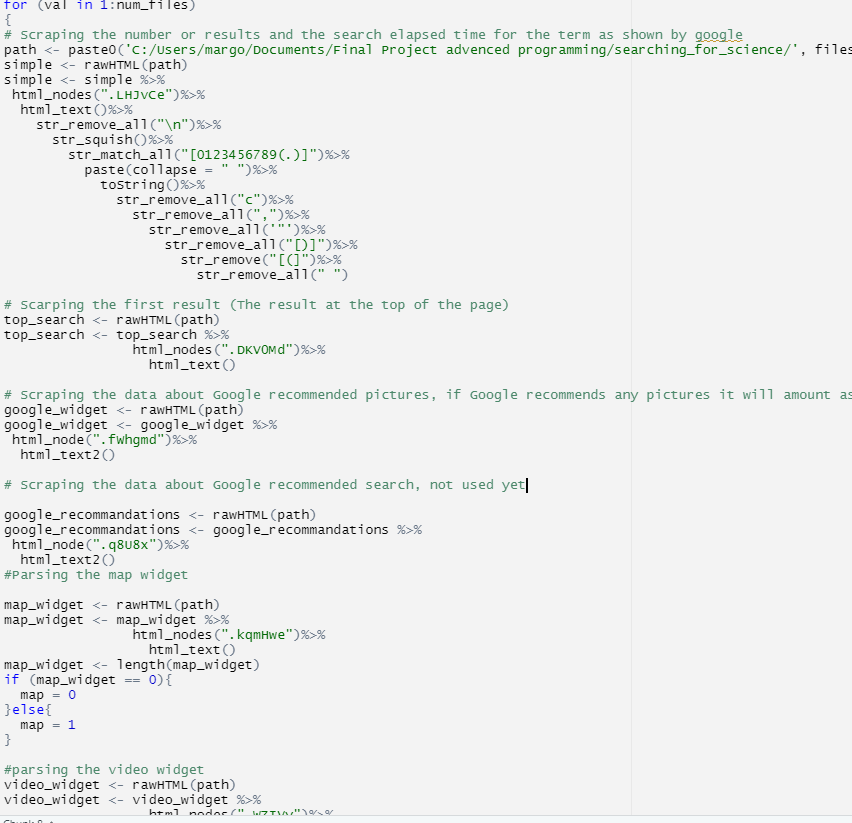 for (val in 1:num_files)
{
# Scraping the number or results and the search elapsed time for the term as shown by google
path <- paste0('C:/Users/margo/Documents/Final Project advenced programming/searching_for_science/', files
simple <- rawHTML(path)
simple <- simple %>%
html_nodes(".LHJvCe")%>%
html_text()%>%
str_remove_all("\n")%>%
str_squish()%>%
str_match_all("[0123456789(.)]")%>%
paste(collapse = " ")%>%
toString()%>%
str_remove_all("c")%>%
str_remove_all(",")%>%
str_remove_all('"')%>%
str_remove_all("[)]")%>%
str_remove("[(]")%>%
str_remove_all(" ")
# Scarping the first result (The result at the top of the page)
top_search <- rawHTML(path)
top_search <- top_search %>%
html_nodes(".DKV0Md")%>%
html_text()
# Scraping the data about Google recommended pictures, if Google recommends any pictures it will amount as
google_widget <- rawHTML(path)
google_widget <- google_widget %>%
html_node(".fWhgmd")%>%
html_text2()
# Scraping the data about Google recommended search, not used yet
google_recommandations <- rawHTML(path)
google_recommandations <- google_recommandations %>%
html_node(".q8U8x")%>%
html_text2()
#Parsing the map widget
map_widget <- rawHTML(path)
map_widget <- map_widget %>%
html_nodes(".kqmHwe")%>%
html_text()
map_widget <- length(map_widget)
if (map_widget == 0){
map = 0
}else{
map = 1
}
#parsing the video widget
video_widget <- rawHTML(path)
video_widget <- video_widget %>%